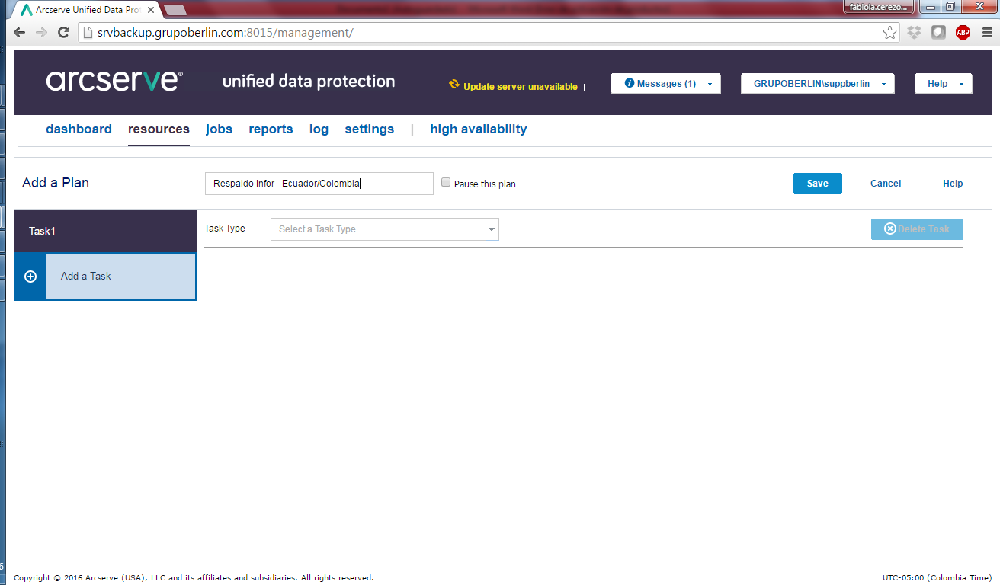 Arcserve Unified Data Pro
fabiola.cerezo...
srvbackup.grupoberlin.com:8015/management/
ABP
arcserve®
unified data protection
Update server unavailable |
Messages (1)
GRUPOBERLIN\suppberlin
Help
dashboard resources jobs reports log settings | high availability
Add a Plan
Respaldo Infor - Ecuador/Colombia
Pause this plan
Save
Cancel
Help
Task1
Task Type
Select a Task Type
Delete Task
Add a Task
Copyright © 2016 Arcserve (USA), LLC and its affiliates and subsidiaries. All rights reserved.
UTC-05:00 (Colombia Time)